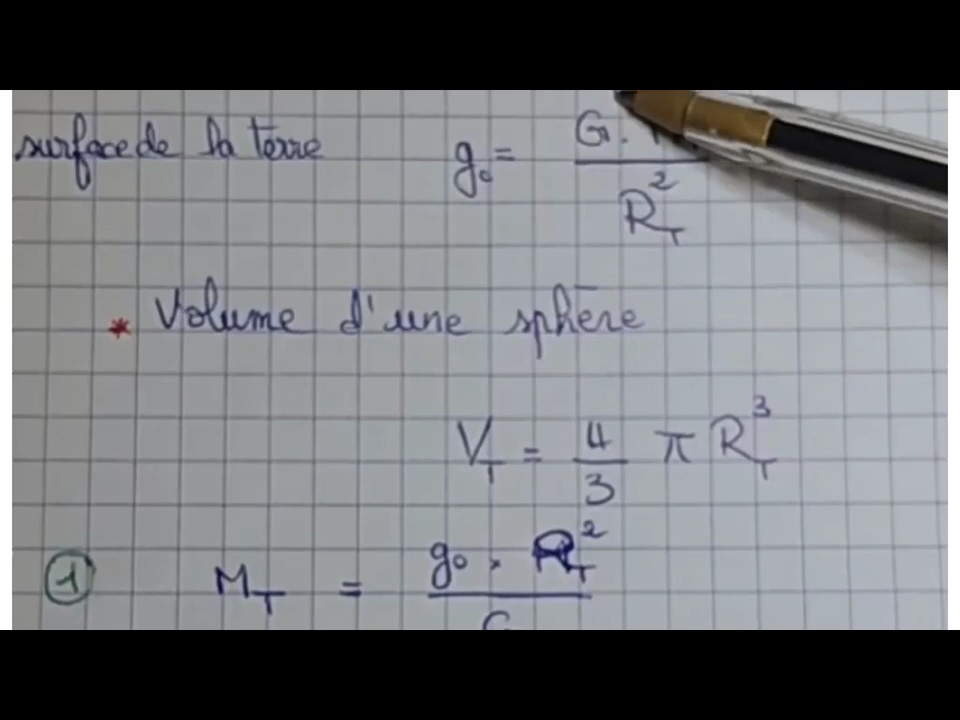 surface de la terre g₀ = G. / R_T²
* Volume d'une sphère
V_T = 4/3 π R_T³
① M_T = g₀ . R_T² /